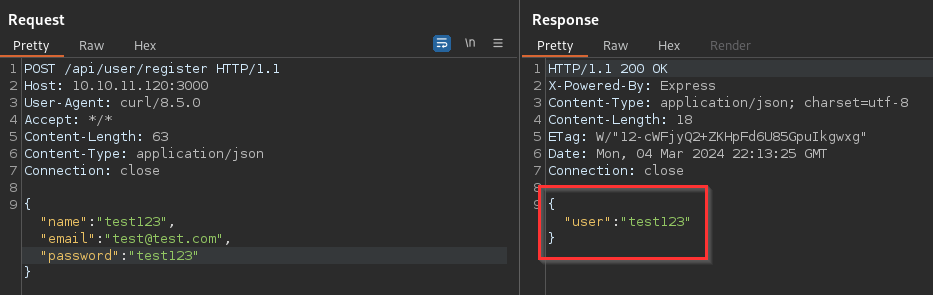 Request
Pretty Raw Hex \n
1 POST /api/user/register HTTP/1.1
2 Host: 10.10.11.120:3000
3 User-Agent: curl/8.5.0
4 Accept: */*
5 Content-Length: 63
6 Content-Type: application/json
7 Connection: close
8
9 {
"name":"test123",
"email":"test@test.com",
"password":"test123"
}
Response
Pretty Raw Hex Render
1 HTTP/1.1 200 OK
2 X-Powered-By: Express
3 Content-Type: application/json; charset=utf-8
4 Content-Length: 18
5 ETag: W/"12-cWFjyQ2+ZKHpFd6U85GpuIkgwxg"
6 Date: Mon, 04 Mar 2024 22:13:25 GMT
7 Connection: close
8
9 {
"user":"test123"
}